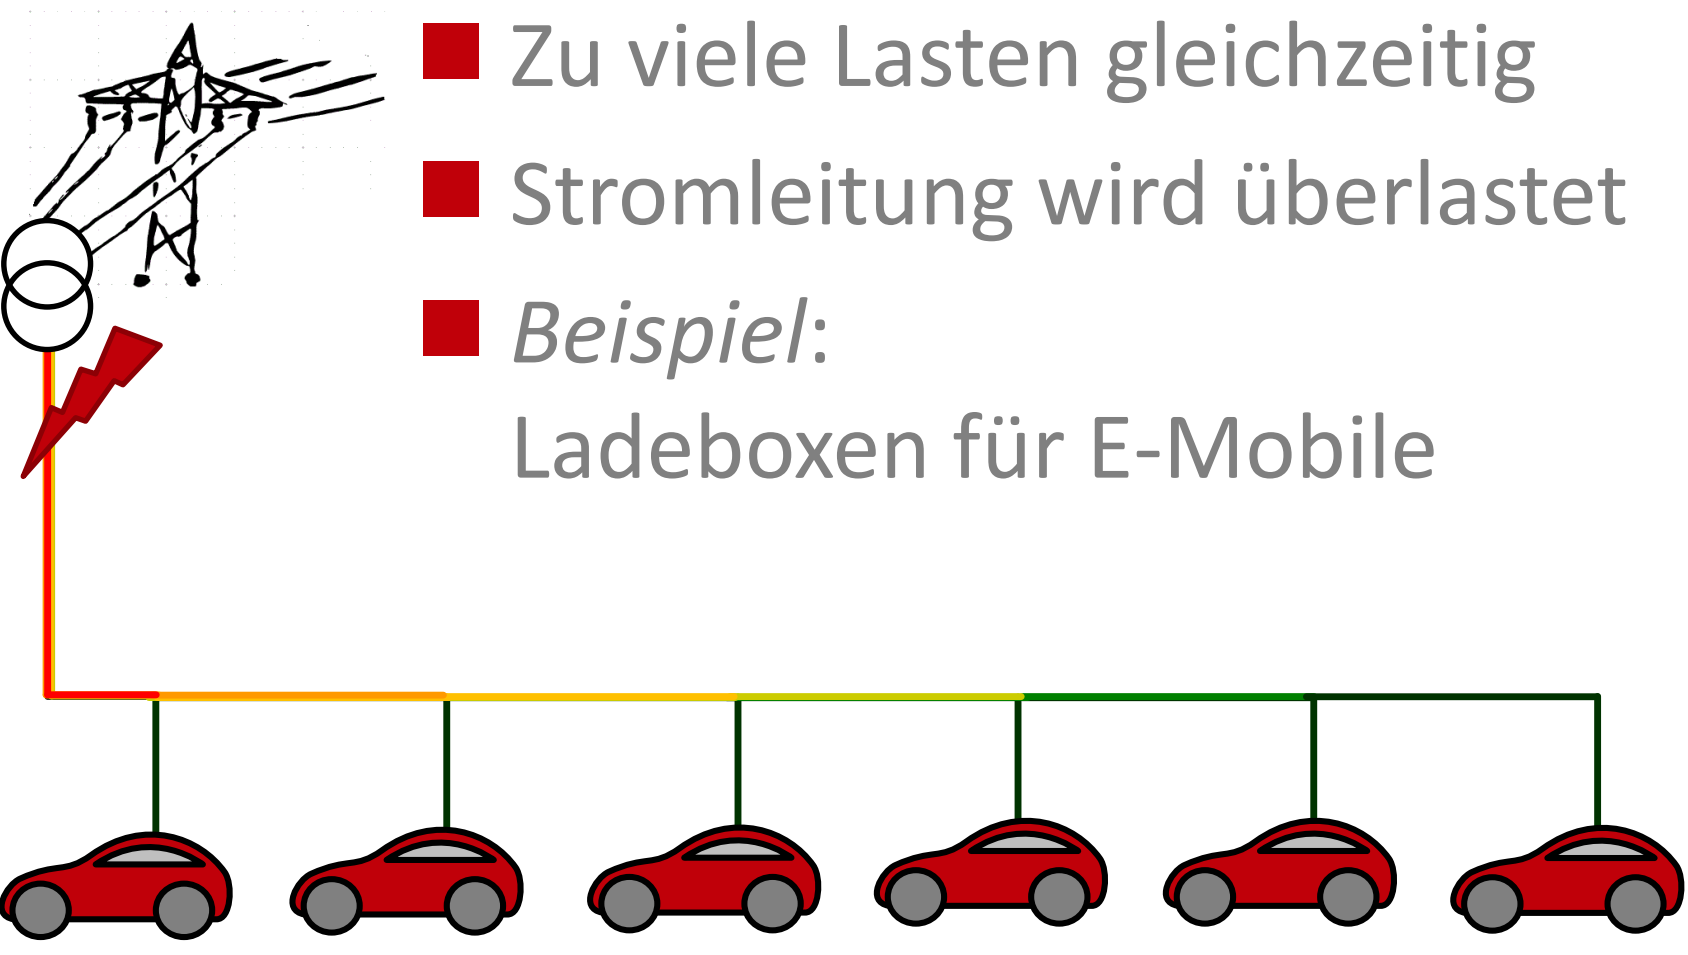 Zu viele Lasten gleichzeitig
Stromleitung wird überlastet
Beispiel:
Ladeboxen für E-Mobile